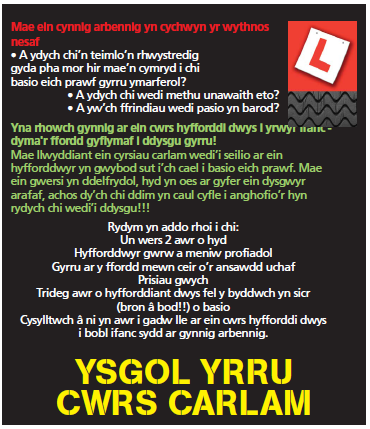 Mae ein cynnig arbennig yn cychwyn yr wythnos
nesaf
• A ydych chi'n teimlo'n rhwystredig
gyda pha mor hir mae'n cymryd i chi
basio eich prawf gyrru ymarferol?
• A ydych chi wedi methu unawaith eto?
• A yw'ch ffrindiau wedi pasio yn barod?
L
Yna rhowch gynnig ar ein cwrs hyfforddi dwys i yrwyr ifanc -
dyma'r ffordd gyflymaf i ddysgu gyrru!
Mae llwyddiant ein cyrsiau carlam wedi'i seilio ar ein
hyfforddwyr yn gwybod sut i'ch cael i basio eich prawf. Mae
ein gwersi yn ddelfrydol, hyd yn oes ar gyfer ein dysgwyr
arafaf, achos dy'ch chi ddim yn caul cyfle i anghofio'r hyn
rydych chi wedi'i ddysgu!!!
Rydym yn addo rhoi i chi:
Un wers 2 awr o hyd
Hyfforddwyr gwrw a meniw profiadol
Gyrru ar y ffordd mewn ceir o'r ansawdd uchaf
Prisiau gwych
Trideg awr o hyfforddiant dwys fel y byddwch yn sicr
(bron â bod!!) o basio
Cysylltwch â ni yn awr i gadw lle ar ein cwrs hyfforddi dwys
i bobl ifanc sydd ar gynnig arbennig.
YSGOL YRRU
CWRS CARLAM